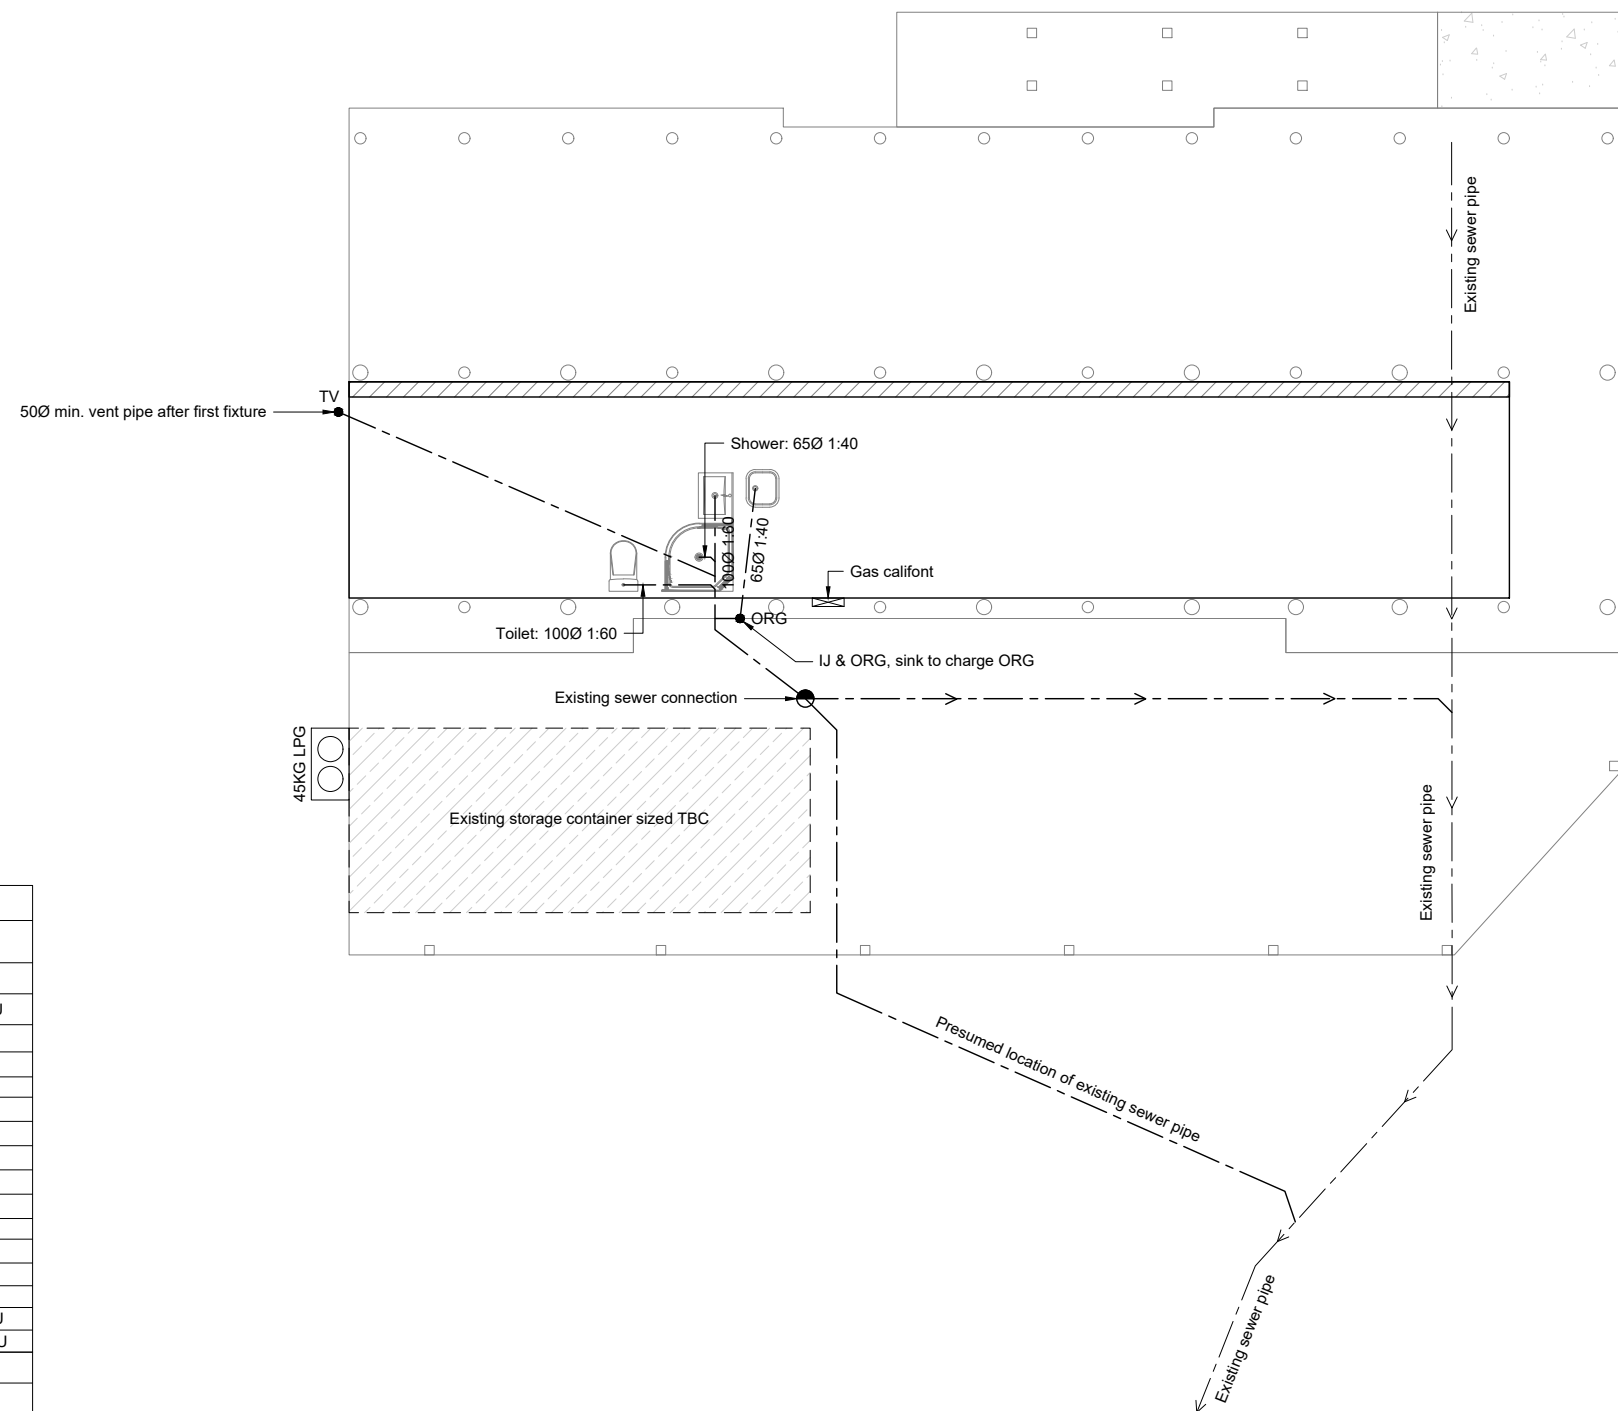 Existing sewer pipe
TV
50Ø min. vent pipe after first fixture
Shower: 65Ø 1:40
100Ø 1:60
65Ø 1:40
Gas califont
ORG
Toilet: 100Ø 1:60
IJ & ORG, sink to charge ORG
Existing sewer connection
45KG LPG
Existing storage container sized TBC
Existing sewer pipe
Presumed location of existing sewer pipe
Existing sewer pipe